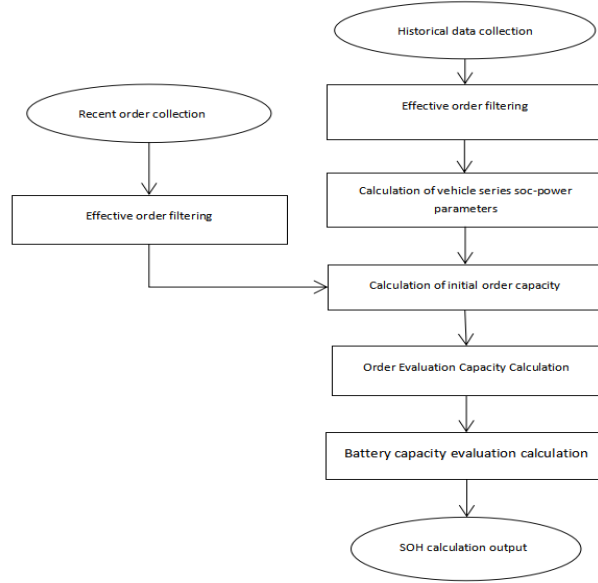 Historical data collection
Recent order collection
Effective order filtering
Calculation of vehicle series soc-power
parameters
Effective order filtering
Calculation of initial order capacity
Order Evaluation Capacity Calculation
Battery capacity evaluation calculation
SOH calculation output